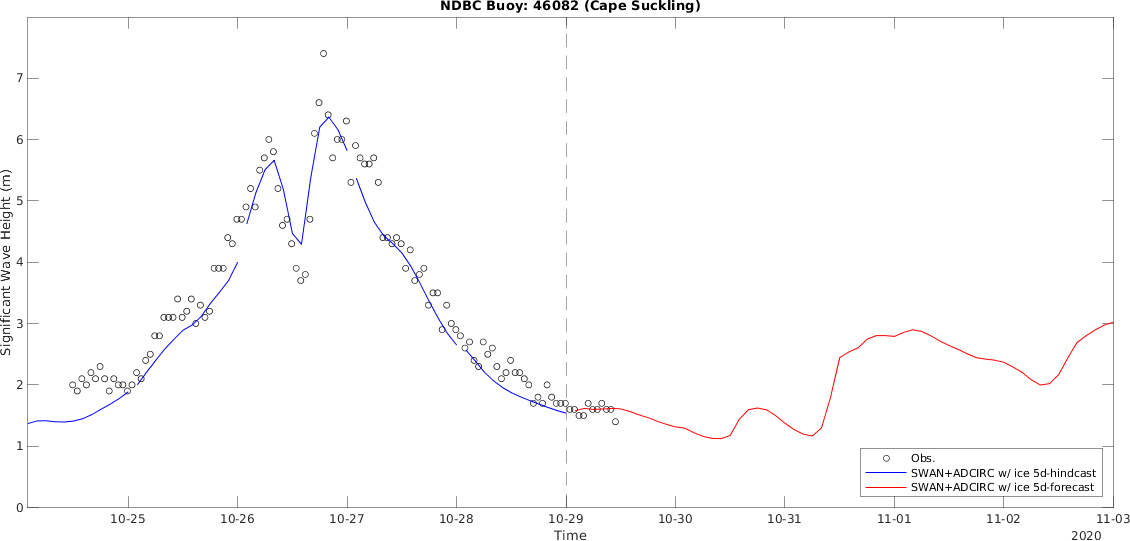 NDBC Buoy: 46082 (Cape Suckling)
Significant Wave Height (m)
7
6
5
4
3
2
1
0
10-25 10-26 10-27 10-28 10-29 10-30 10-31 11-01 11-02 11-03
Time
2020
Obs.
SWAN+ADCIRC w/ ice 5d-hindcast
SWAN+ADCIRC w/ ice 5d-forecast